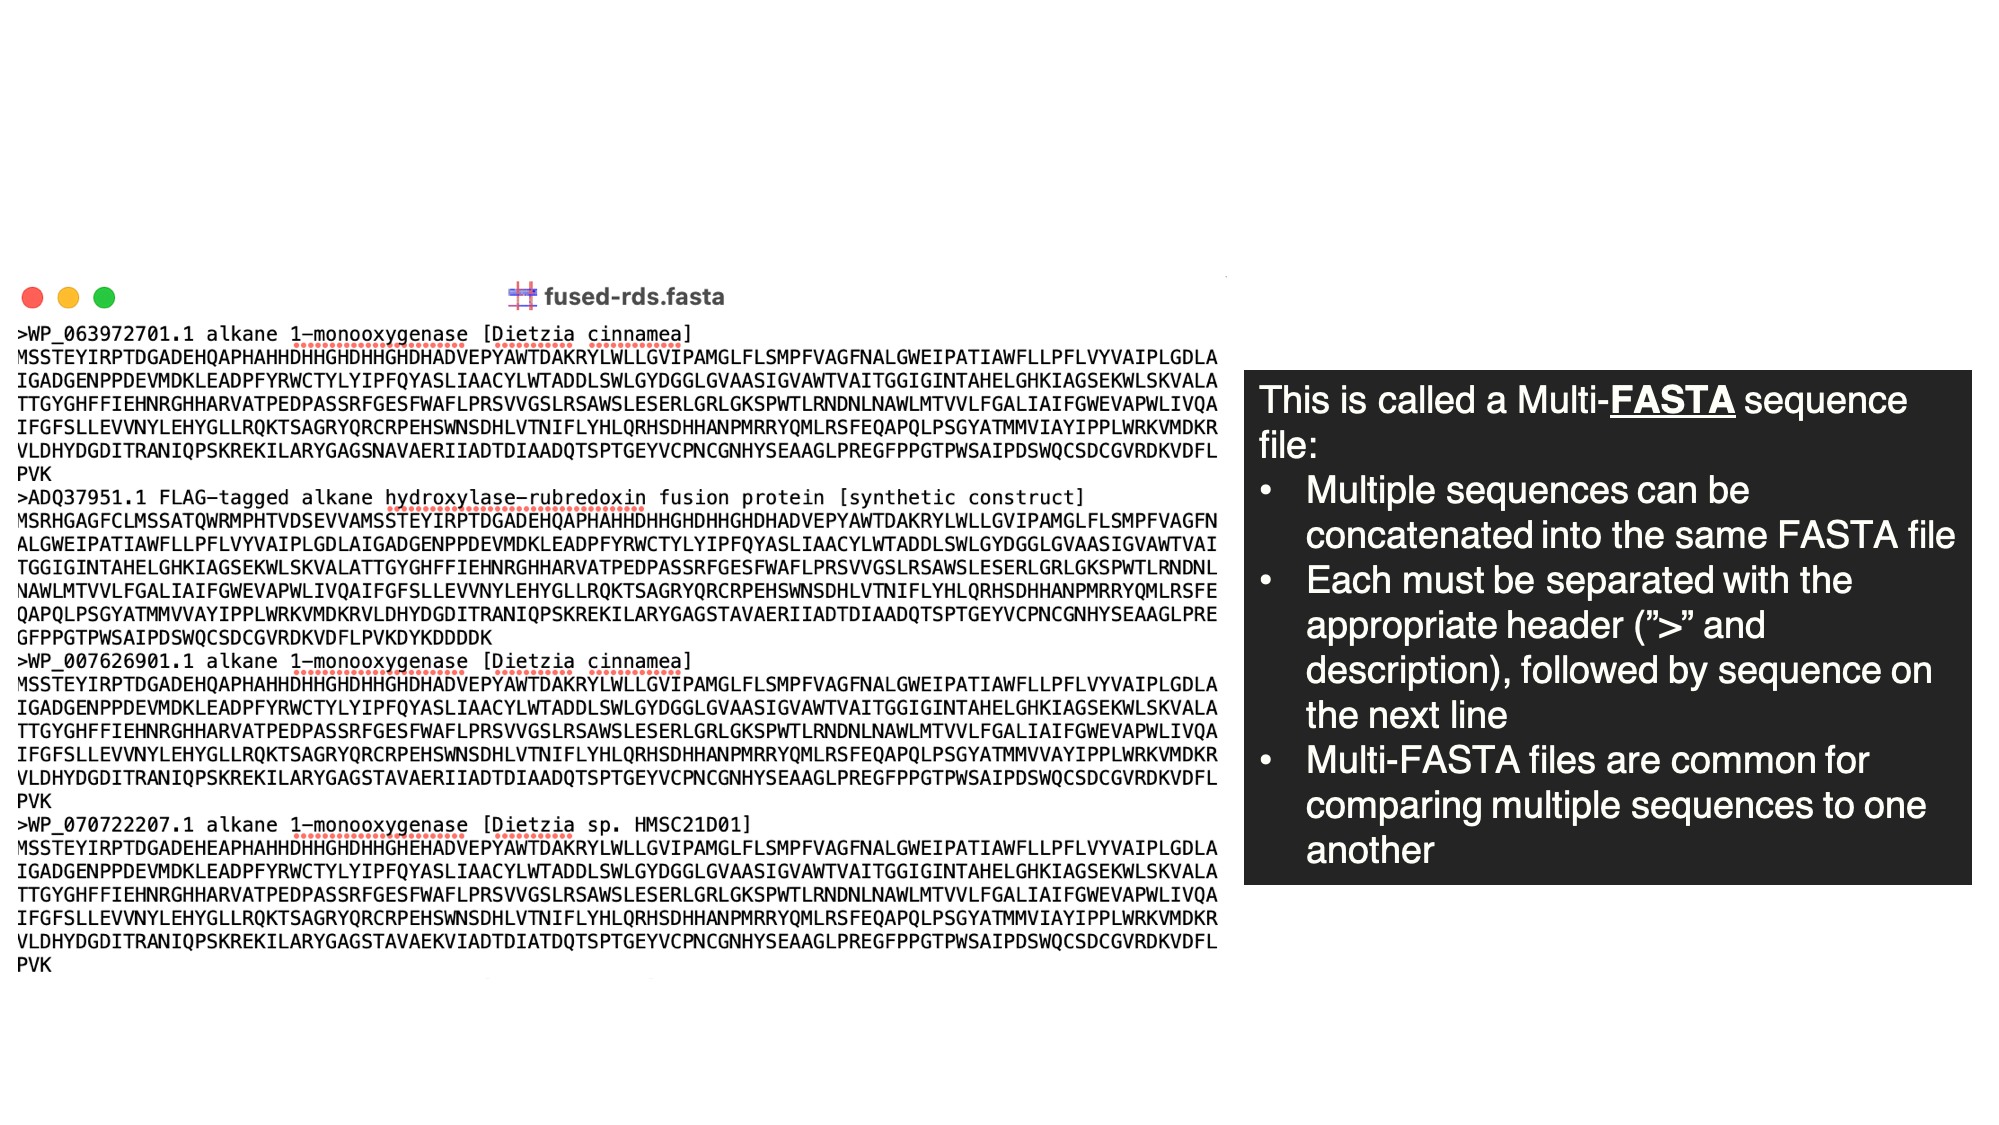 fused-rds.fasta
>WP_063972701.1 alkane 1-monooxygenase [Dietzia cinnamea]
MSSTEYIRPTDGADEHQAPHAHHDHHGHDHHGHDHADVEPYAWTDAKRYLWLLGVIPAMGLFLSMPFVAGFNALGWEIPATIAWFLLPFLVYVAIPLGDLA
IGADGENPPDEVMDKLEADPFYRWCTYLYIPFQYASLIAACYLWTADDLSWLGYDGGLGVAASIGVAWTVAITGGIGINTAHELGHKIAGSEKWLSKVALA
TTGYGHFFIEHNRGHHARVATPEDPASSRFGESFWAFLPRSVVGSLRSAWSLESERLGRLGKSPWTLRNDNLNAWLMTVVLFGALIAIFGWEVAPWLIVQA
IFGFSLLEVVNYLEHYGLLRQKTSAGRYQRCRPEHSWNSDHLVTNIFLYHLQRHSDHHANPMRRYQMLRSFEQAPQLPSGYATMMVIAYIPPLWRKVMDKR
VLDHYDGDITRANIQPSKREKILARYGAGSNAVAERIIADTDIAADQTSPTGEYVCPNCGNHYSEAAGLPREGFPPGTPWSAIPDSWQCSDCGVRDKVDFL
PVK
>ADQ37951.1 FLAG-tagged alkane hydroxylase-rubredoxin fusion protein [synthetic construct]
MSRHGAGFCLMSSATQWRMPHTVDSEVVAMSSTEYIRPTDGADEHQAPHAHHDHHGHDHHGHDHADVEPYAWTDAKRYLWLLGVIPAMGLFLSMPFVAGFN
ALGWEIPATIAWFLLPFLVYVAIPLGDLAIGADGENPPDEVMDKLEADPFYRWCTYLYIPFQYASLIAACYLWTADDLSWLGYDGGLGVAASIGVAWTVAI
TGGIGINTAHELGHKIAGSEKWLSKVALATTGYGHFFIEHNRGHHARVATPEDPASSRFGESFWAFLPRSVVGSLRSAWSLESERLGRLGKSPWTLRNDNL
NAWLMTVVLFGALIAIFGWEVAPWLIVQAIFGFSLLEVVNYLEHYGLLRQKTSAGRYQRCRPEHSWNSDHLVTNIFLYHLQRHSDHHANPMRRYQMLRSFE
QAPQLPSGYATMMVVAYIPPLWRKVMDKRVLDHYDGDITRANIQPSKREKILARYGAGSTAVAERIIADTDIAADQTSPTGEYVCPNCGNHYSEAAGLPRE
GFPPGTPWSAIPDSWQCSDCGVRDKVDFLPVKDYKDDDDK
>WP_007626901.1 alkane 1-monooxygenase [Dietzia cinnamea]
MSSTEYIRPTDGADEHQAPHAHHDHHGHDHHGHDHADVEPYAWTDAKRYLWLLGVIPAMGLFLSMPFVAGFNALGWEIPATIAWFLLPFLVYVAIPLGDLA
IGADGENPPDEVMDKLEADPFYRWCTYLYIPFQYASLIAACYLWTADDLSWLGYDGGLGVAASIGVAWTVAITGGIGINTAHELGHKIAGSEKWLSKVALA
TTGYGHFFIEHNRGHHARVATPEDPASSRFGESFWAFLPRSVVGSLRSAWSLESERLGRLGKSPWTLRNDNLNAWLMTVVLFGALIAIFGWEVAPWLIVQA
IFGFSLLEVVNYLEHYGLLRQKTSAGRYQRCRPEHSWNSDHLVTNIFLYHLQRHSDHHANPMRRYQMLRSFEQAPQLPSGYATMMVVAYIPPLWRKVMDKR
VLDHYDGDITRANIQPSKREKILARYGAGSTAVAERIIADTDIAADQTSPTGEYVCPNCGNHYSEAAGLPREGFPPGTPWSAIPDSWQCSDCGVRDKVDFL
PVK
>WP_070722207.1 alkane 1-monooxygenase [Dietzia sp. HMSC21D01]
MSSTEYIRPTDGADEHEAPHAHHDHHGHDHHGHEHADVEPYAWTDAKRYLWLLGVIPAMGLFLSMPFVAGFNALGWEIPATIAWFLLPFLVYVAIPLGDLA
IGADGENPPDEVMDKLEADPFYRWCTYLYIPFQYASLIAACYLWTADDLSWLGYDGGLGVAASIGVAWTVAITGGIGINTAHELGHKIAGSEKWLSKVALA
TTGYGHFFIEHNRGHHARVATPEDPASSRFGESFWAFLPRSVVGSLRSAWSLESERLGRLGKSPWTLRNDNLNAWLMTVVLFGALIAIFGWEVAPWLIVQA
IFGFSLLEVVNYLEHYGLLRQKTSAGRYQRCRPEHSWNSDHLVTNIFLYHLQRHSDHHANPMRRYQMLRSFEQAPQLPSGYATMMVIAYIPPLWRKVMDKR
VLDHYDGDITRANIQPSKREKILARYGAGSTAVAEKVIADTDIATDQTSPTGEYVCPNCGNHYSEAAGLPREGFPPGTPWSAIPDSWQCSDCGVRDKVDFL
PVK
This is called a Multi-FASTA sequence
file:
• Multiple sequences can be
concatenated into the same FASTA file
• Each must be separated with the
appropriate header (”>” and
description), followed by sequence on
the next line
• Multi-FASTA files are common for
comparing multiple sequences to one
another